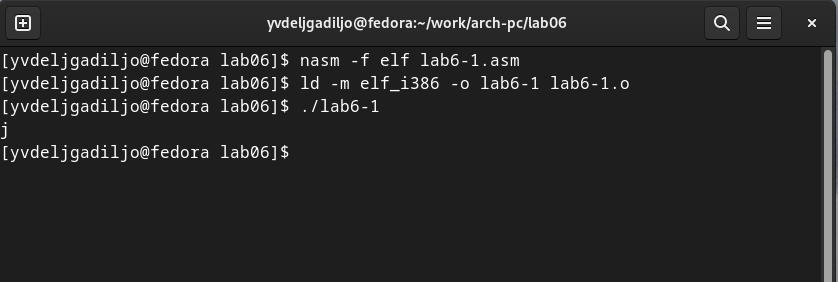 yvdeljgadiljo@fedora:~/work/arch-pc/lab06
[yvdeljgadiljo@fedora lab06]$ nasm -f elf lab6-1.asm
[yvdeljgadiljo@fedora lab06]$ ld -m elf_i386 -o lab6-1 lab6-1.o
[yvdeljgadiljo@fedora lab06]$ ./lab6-1
j
[yvdeljgadiljo@fedora lab06]$